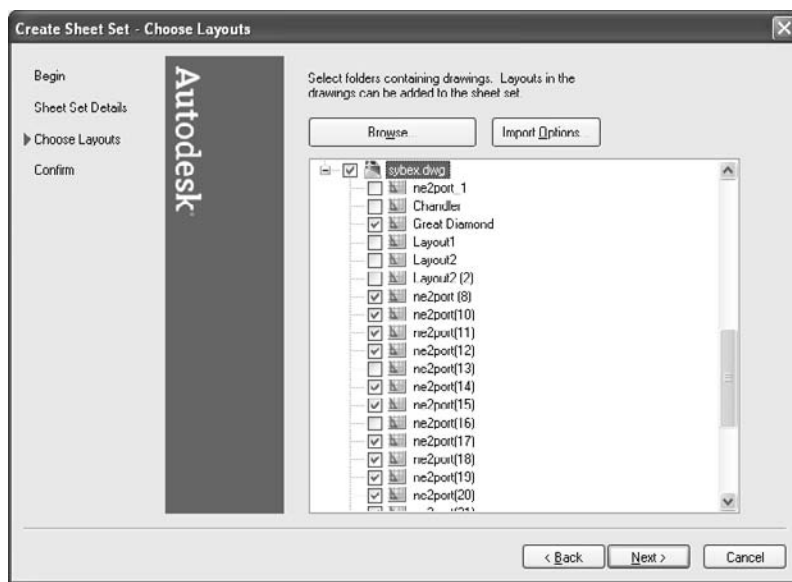 Create Sheet Set - Choose Layouts
Begin
Sheet Set Details
Choose Layouts
Confirm
Autodesk
Select folders containing drawings. Layouts in the
drawings can be added to the sheet set.
Browse...
Import Options...
sybex.dwg
ne2port_1
Chandler
Great Diamond
Layout1
Layout2
Layout2 (2)
ne2port (8)
ne2port(10)
ne2port(11)
ne2port(12)
ne2port(13)
ne2port(14)
ne2port(15)
ne2port(16)
ne2port(17)
ne2port(18)
ne2port(19)
ne2port(20)
< Back
Next >
Cancel